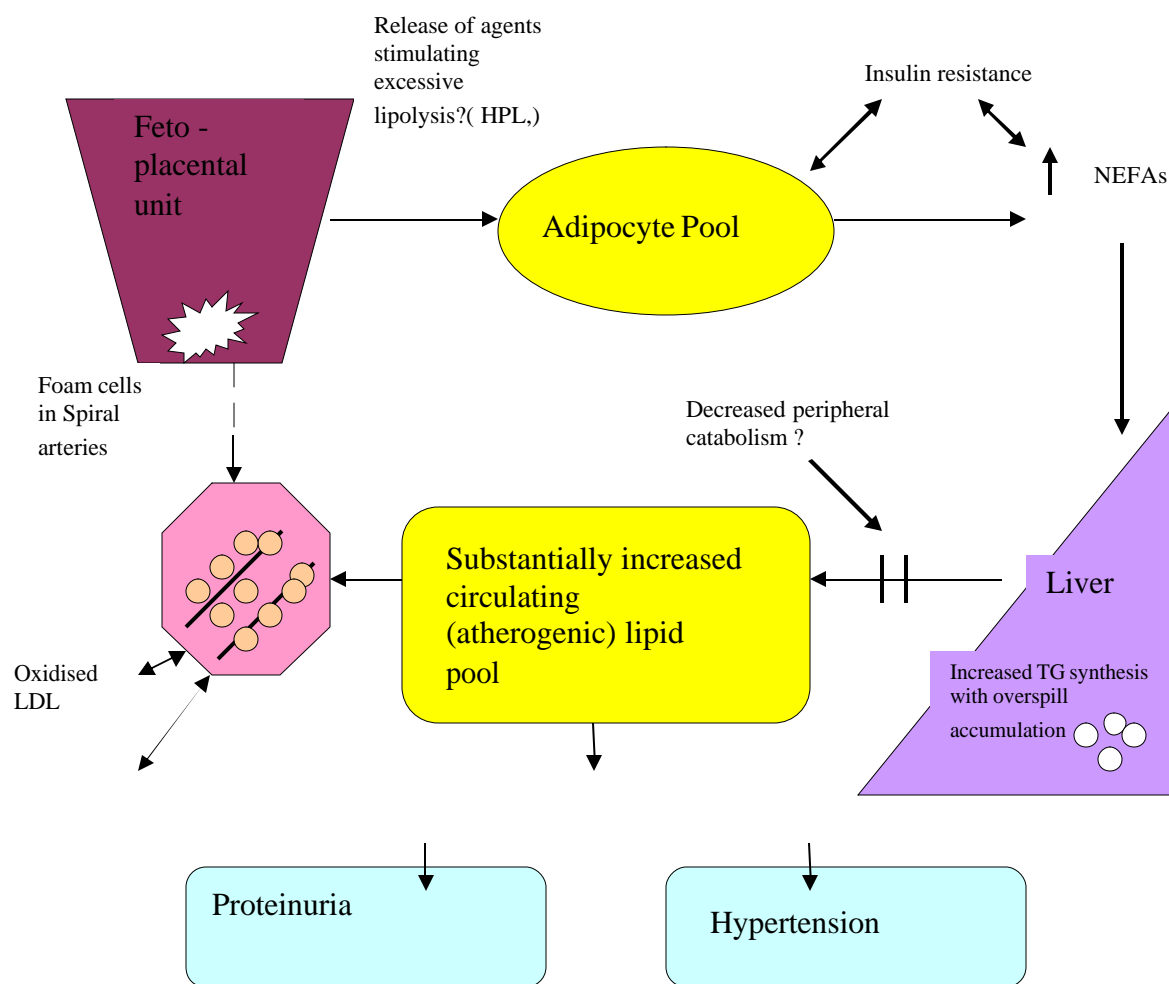 Release of agents
stimulating
excessive
lipolysis?( HPL,)
Insulin resistance
Feto -
placental
unit
NEFAs
Adipocyte Pool
Foam cells
in Spiral
arteries
Decreased peripheral
catabolism ?
Substantially increased
circulating
(atherogenic) lipid
pool
Liver
Increased TG synthesis
with overspill
accumulation
Oxidised
LDL
Proteinuria
Hypertension